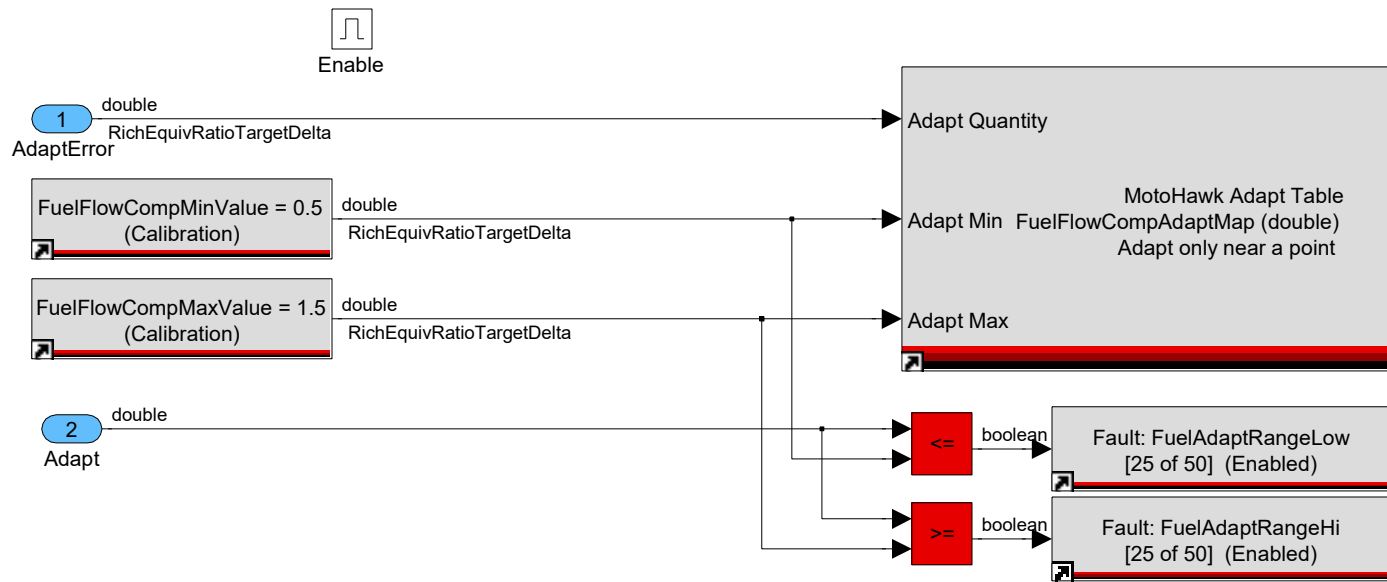 Enable
double
1
RichEquivRatioTargetDelta
AdaptError
Adapt Quantity
FuelFlowCompMinValue = 0.5
(Calibration)
double
RichEquivRatioTargetDelta
Adapt Min
MotoHawk Adapt Table
FuelFlowCompAdaptMap (double)
Adapt only near a point
FuelFlowCompMaxValue = 1.5
(Calibration)
double
RichEquivRatioTargetDelta
Adapt Max
double
2
Adapt
<=
boolean
Fault: FuelAdaptRangeLow
[25 of 50]  (Enabled)
>=
boolean
Fault: FuelAdaptRangeHi
[25 of 50]  (Enabled)